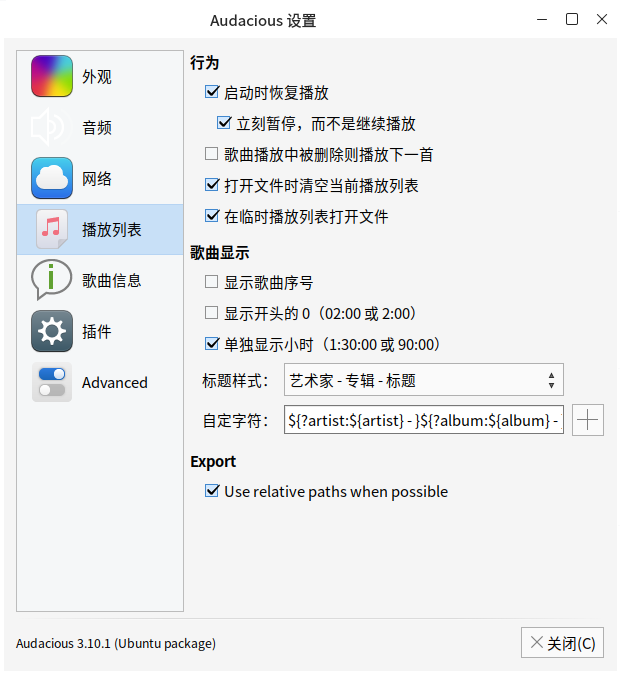 Audacious 设置
外观
音频
网络
播放列表
歌曲信息
插件
Advanced
行为
启动时恢复播放
立刻暂停，而不是继续播放
歌曲播放中被删除则播放下一首
打开文件时清空当前播放列表
在临时播放列表打开文件
歌曲显示
显示歌曲序号
显示开头的 0（02:00 或 2:00）
单独显示小时（1:30:00 或 90:00）
标题样式： 艺术家 - 专辑 - 标题
自定字符： ${?artist:${artist} - }${?album:${album} -
Export
Use relative paths when possible
Audacious 3.10.1 (Ubuntu package)
关闭(C)